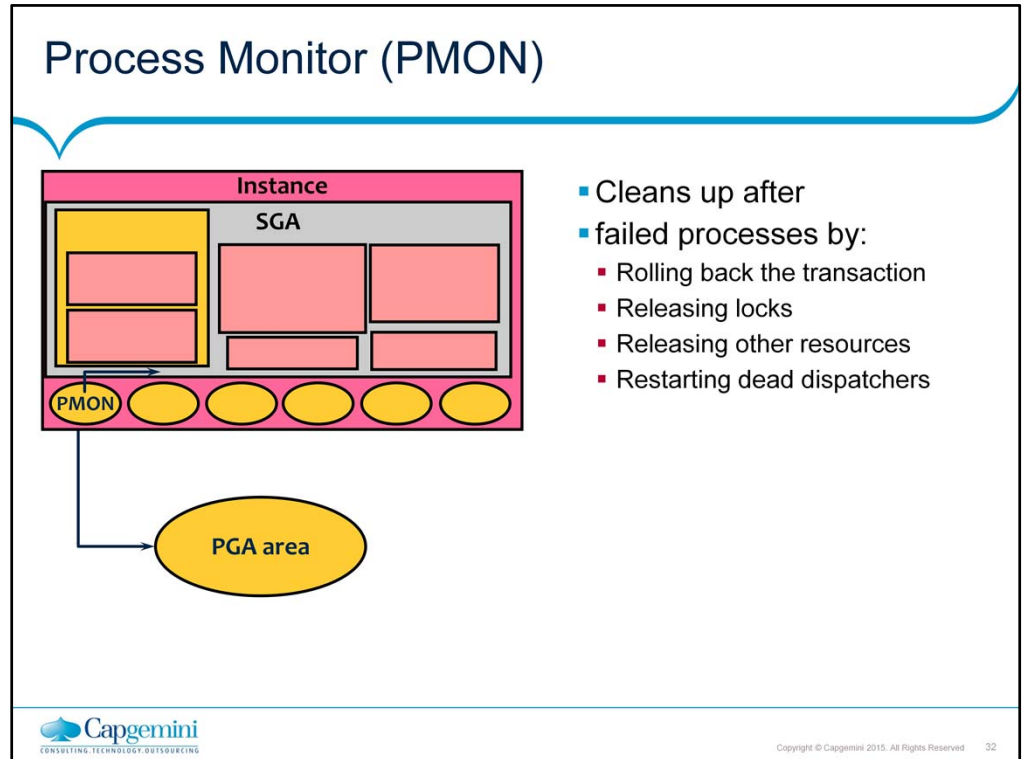 Process Monitor (PMON)
Instance
SGA
PMON
PGA area
Cleans up after
failed processes by:
Rolling back the transaction
Releasing locks
Releasing other resources
Restarting dead dispatchers
Capgemini
CONSULTING.TECHNOLOGY.OUTSOURCING
Copyright © Capgemini 2015. All Rights Reserved 32